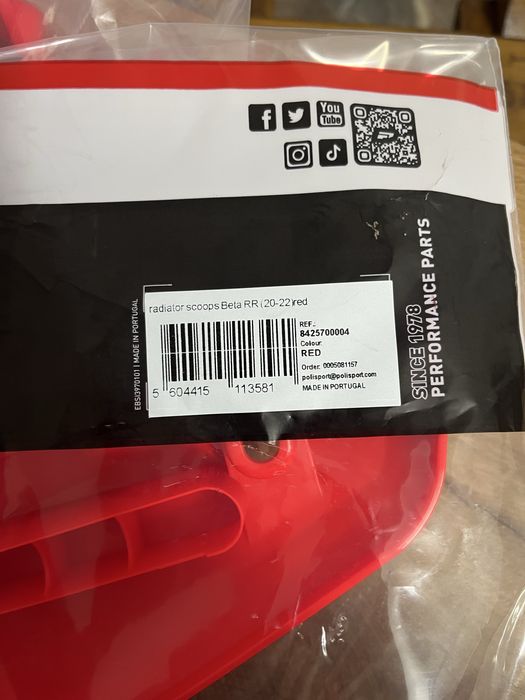 You
Tube
radiator scoops Beta RR (20-22)red
REF.:
8425700004
Colour:
RED
Order: 0005081157
polisport@polisport.com
MADE IN PORTUGAL
5 604415 113581
EBSI3970101 | MADE IN PORTUGAL
SINCE 1978
PERFORMANCE PARTS